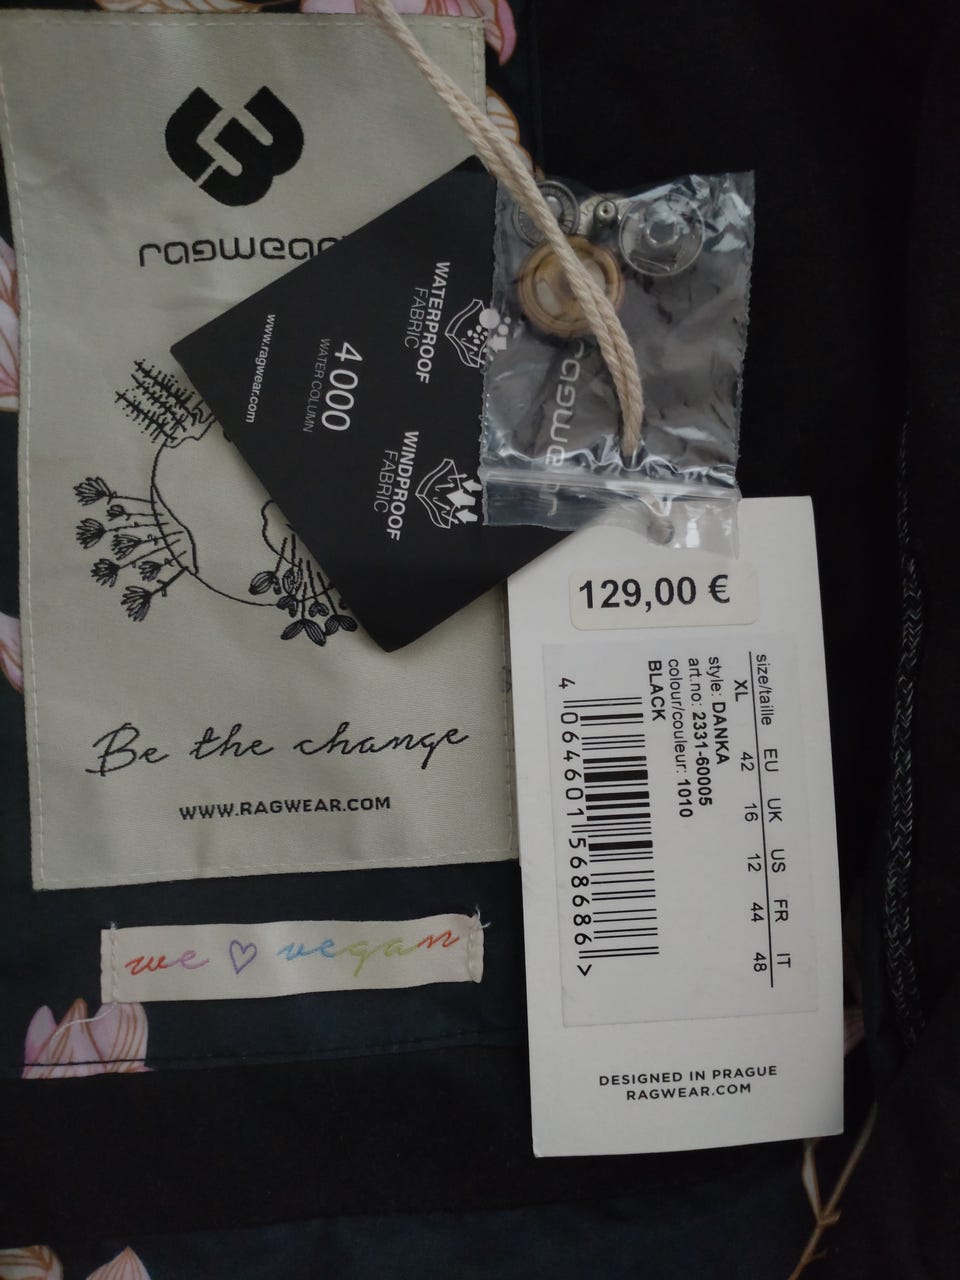 ragwear
WATERPROOF
FABRIC
4 000
WATER COLUMN
WINDPROOF
FABRIC
www.ragwear.com
Be the change
WWW.RAGWEAR.COM
we ♡ vegan
129,00 €
size/taille EU UK US FR IT
XL 42 16 12 44 48
style: DANKA
art.no: 2331-60005
colour/couleur: 1010
BLACK
4 064601 568686 >
DESIGNED IN PRAGUE
RAGWEAR.COM